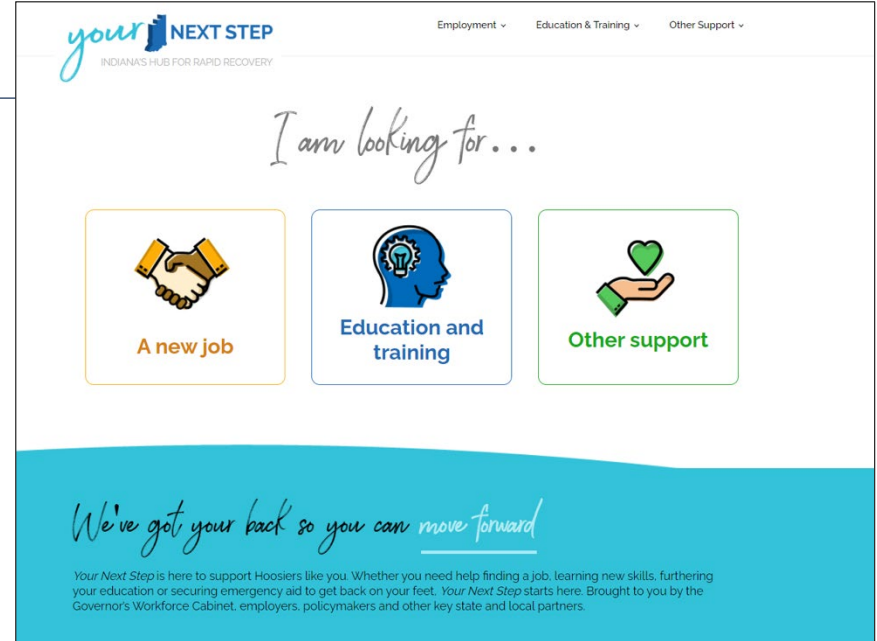 your NEXT STEP
INDIANA'S HUB FOR RAPID RECOVERY
Employment
Education & Training
Other Support
I am looking for...
A new job
Education and
training
Other support
We've got your back so you can move forward
Your Next Step is here to support Hoosiers like you. Whether you need help finding a job, learning new skills, furthering
your education or securing emergency aid to get back on your feet, Your Next Step starts here. Brought to you by the
Governor's Workforce Cabinet, employers, policymakers and other key state and local partners.